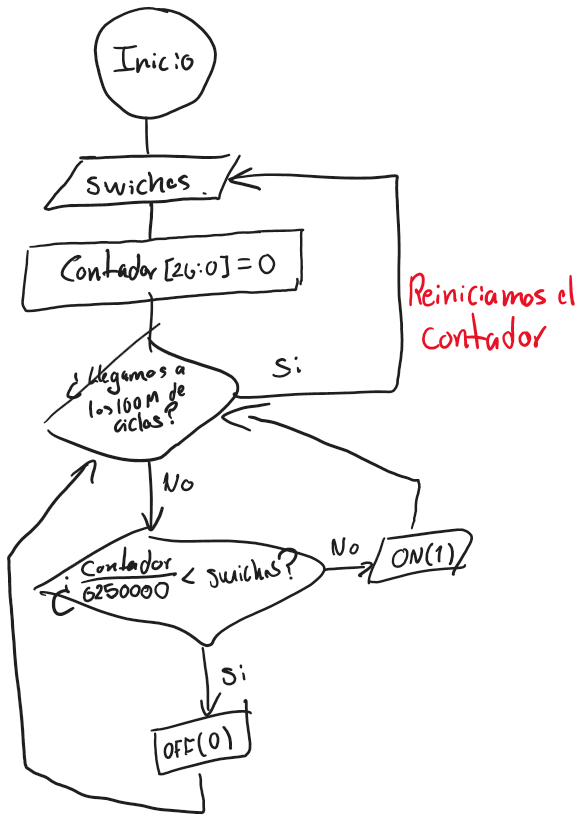 Inicio
swiches
Contador [26:0] = 0
Reiniciamos el
contador
Si
¿llegamos a
los 100M de
ciclos?
No
¿ Contador
6250000 < swiches?
No
ON(1)
Si
OFF(0)